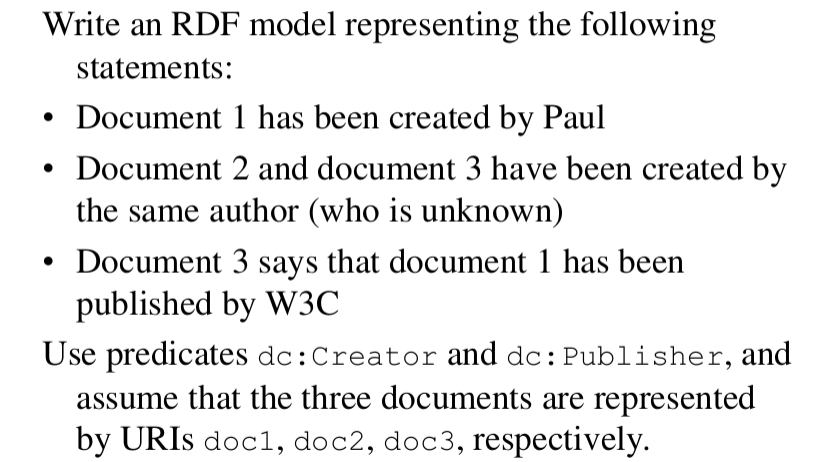 Write an RDF model representing the following
statements:
• Document 1 has been created by Paul
• Document 2 and document 3 have been created by
the same author (who is unknown)
• Document 3 says that document 1 has been
published by W3C
Use predicates dc:Creator and dc:Publisher, and
assume that the three documents are represented
by URIs doc1, doc2, doc3, respectively.